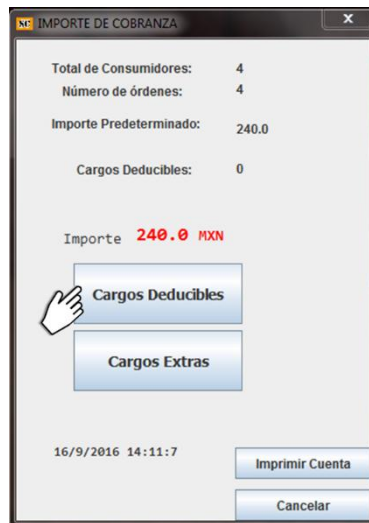 SC IMPORTE DE COBRANZA X
Total de Consumidores: 4
Número de órdenes: 4
Importe Predeterminado: 240.0
Cargos Deducibles: 0
Importe 240.0 MXN
Cargos Deducibles
Cargos Extras
16/9/2016 14:11:7
Imprimir Cuenta
Cancelar